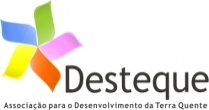 Desteque
Associação para o Desenvolvimento da Terra Quente